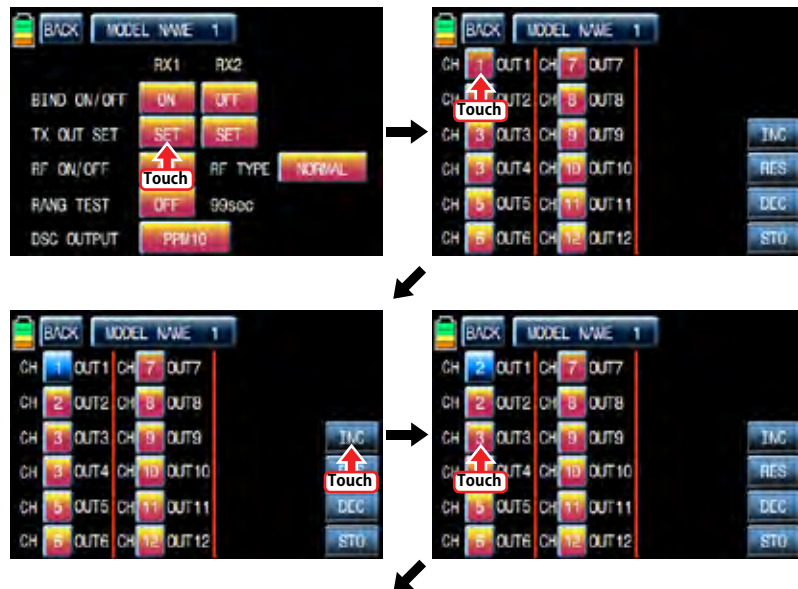 BACK MODEL NAME 1
RX1 RX2
BIND ON/OFF ON OFF
TX OUT SET SET SET
RF ON/OFF RF TYPE NORMAL
Touch
RANG TEST OFF 99sec
DSC OUTPUT PPM10
BACK MODEL NAME 1
CH 1 OUT1 CH 7 OUT7
OUT2 CH 8 OUT8
Touch
CH 3 OUT3 CH 9 OUT9 INC
CH 3 OUT4 CH 10 OUT10 RES
CH 5 OUT5 CH 11 OUT11 DEC
CH 6 OUT6 CH 12 OUT12 STO
BACK MODEL NAME 1
CH 1 OUT1 CH 7 OUT7
CH 2 OUT2 CH 8 OUT8
CH 3 OUT3 CH 9 OUT9 INC
CH 3 OUT4 CH 10 OUT10
Touch
CH 5 OUT5 CH 11 OUT11 DEC
CH 6 OUT6 CH 12 OUT12 STO
BACK MODEL NAME 1
CH 2 OUT1 CH 7 OUT7
CH 2 OUT2 CH 8 OUT8
CH 3 OUT3 CH 9 OUT9 INC
OUT4 CH 10 OUT10 RES
Touch
CH 5 OUT5 CH 11 OUT11 DEC
CH 6 OUT6 CH 12 OUT12 STO